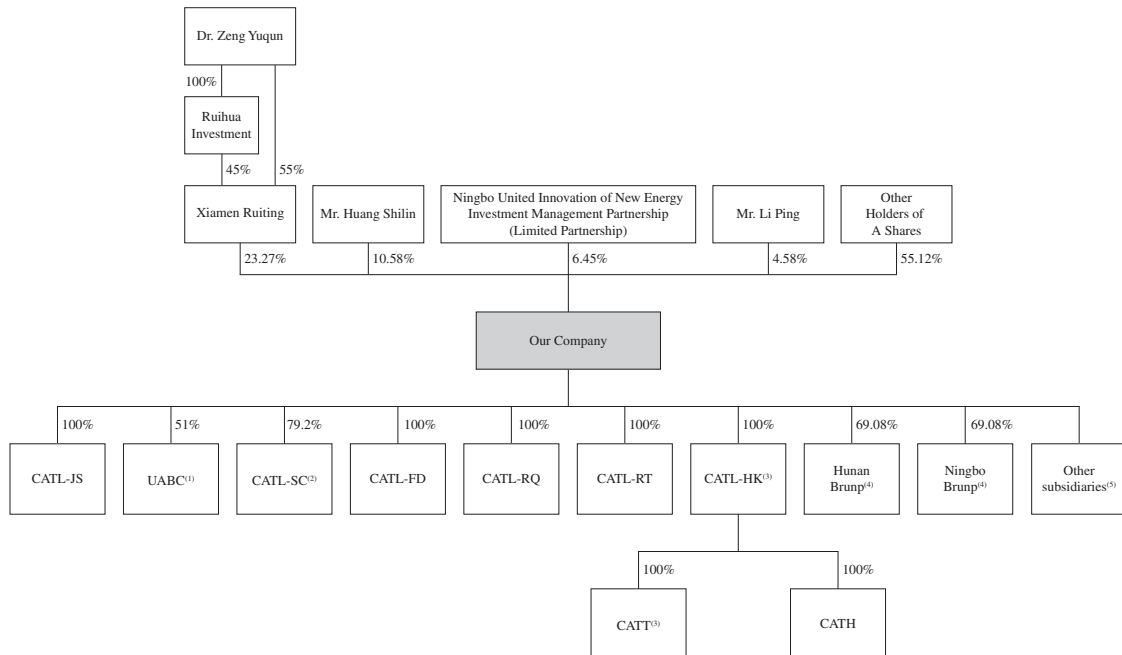 Dr. Zeng Yuqun
100%
Ruihua
Investment
45%
55%
Xiamen Ruiting
Mr. Huang Shilin
Ningbo United Innovation of New Energy
Investment Management Partnership
(Limited Partnership)
Mr. Li Ping
Other
Holders of
A Shares
23.27%
10.58%
6.45%
4.58%
55.12%
Our Company
100%
51%
79.2%
100%
100%
100%
100%
69.08%
69.08%
CATL-JS
UABC(1)
CATL-SC(2)
CATL-FD
CATL-RQ
CATL-RT
CATL-HK(3)
Hunan
Brunp(4)
Ningbo
Brunp(4)
Other
subsidiaries(5)
100%
100%
CATT(3)
CATH